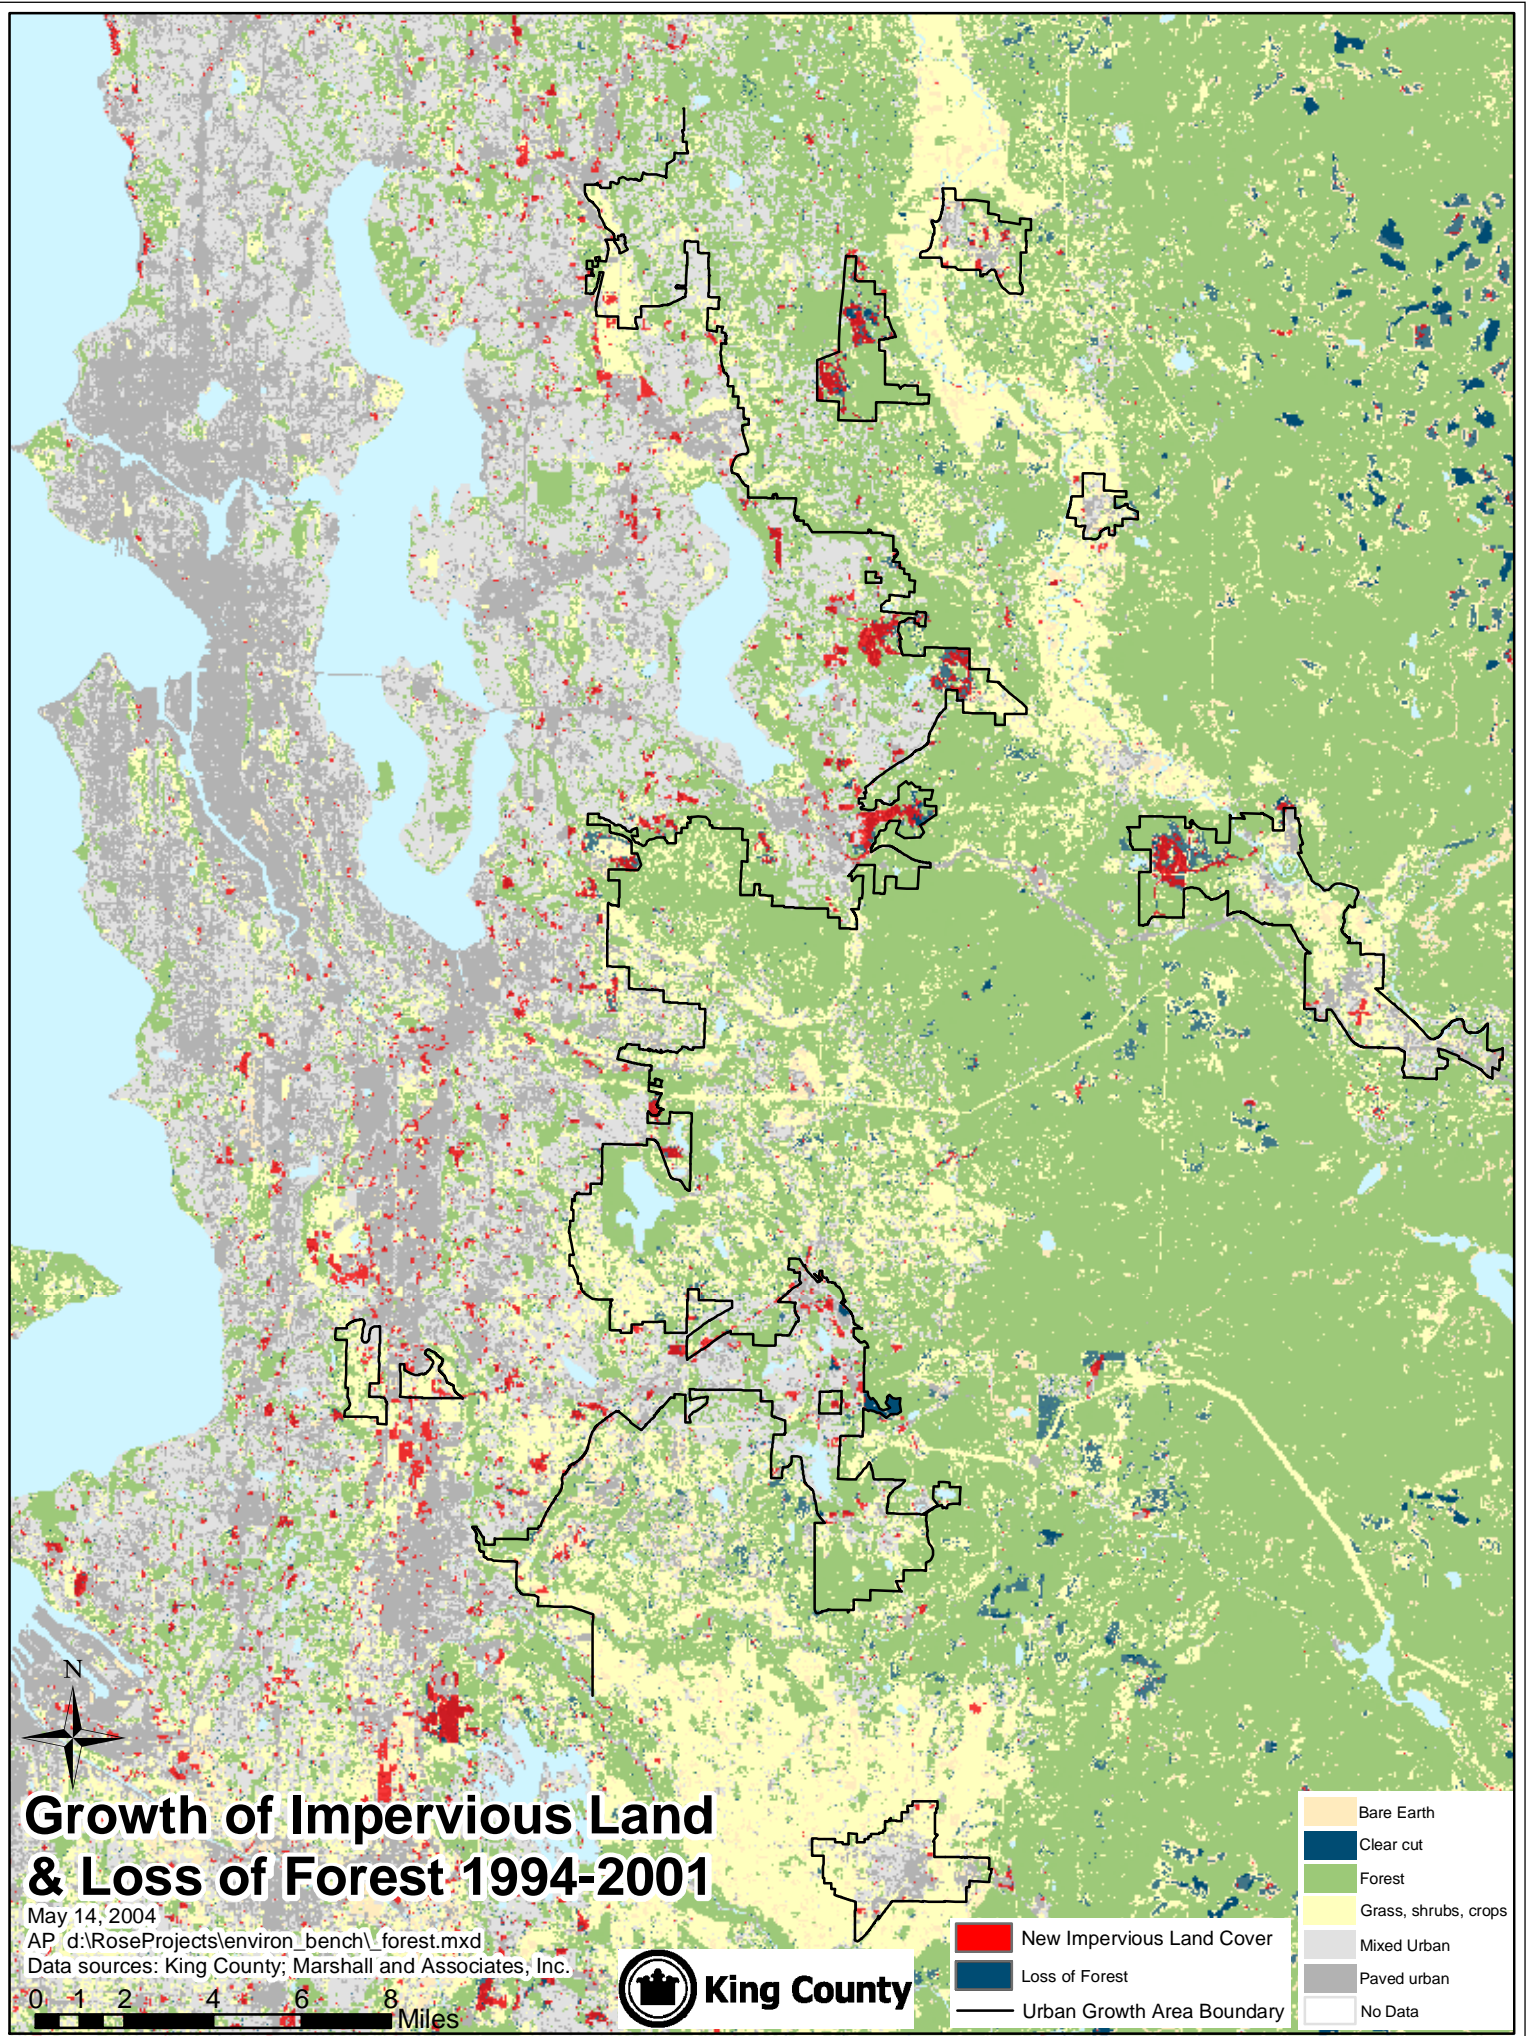 N
Growth of Impervious Land
& Loss of Forest 1994-2001
May 14, 2004
AP d:\RoseProjects\environ_bench\_forest.mxd
Data sources: King County; Marshall and Associates, Inc.
0 1 2 4 6 8
Miles
King County
New Impervious Land Cover
Loss of Forest
Urban Growth Area Boundary
Bare Earth
Clear cut
Forest
Grass, shrubs, crops
Mixed Urban
Paved urban
No Data